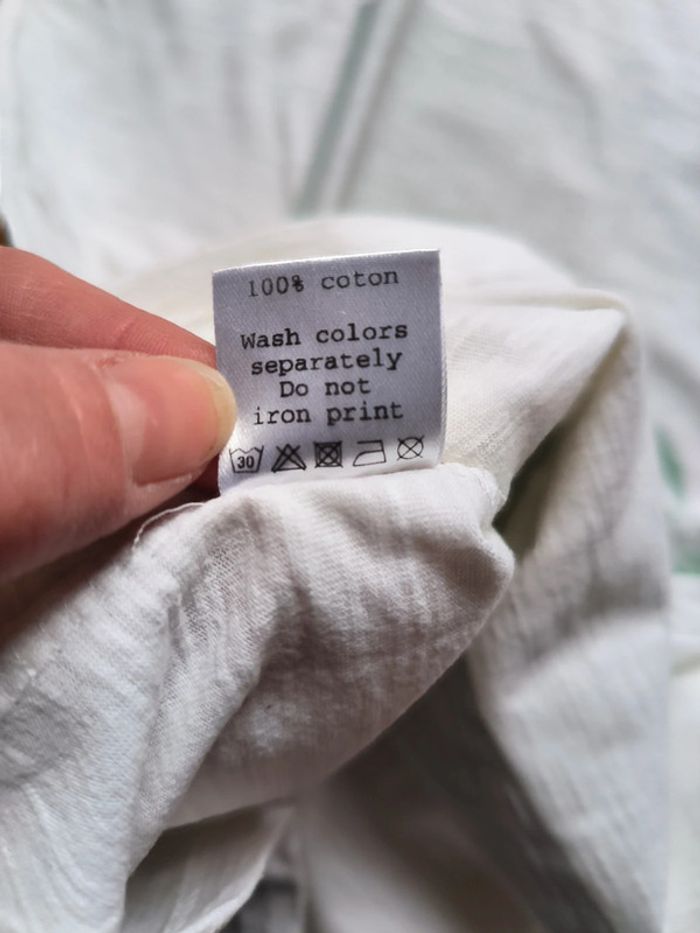 100% coton
Wash colors
separately
Do not
iron print
30